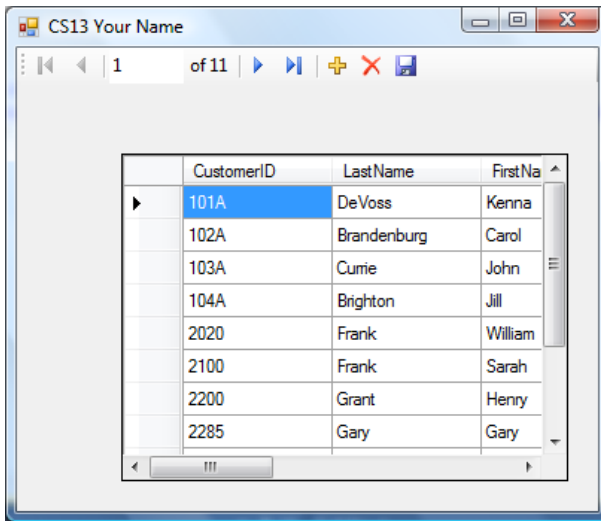 CS13 Your Name
1 of 11
CustomerID LastName FirstNa
101A DeVoss Kenna
102A Brandenburg Carol
103A Currie John
104A Brighton Jill
2020 Frank William
2100 Frank Sarah
2200 Grant Henry
2285 Gary Gary